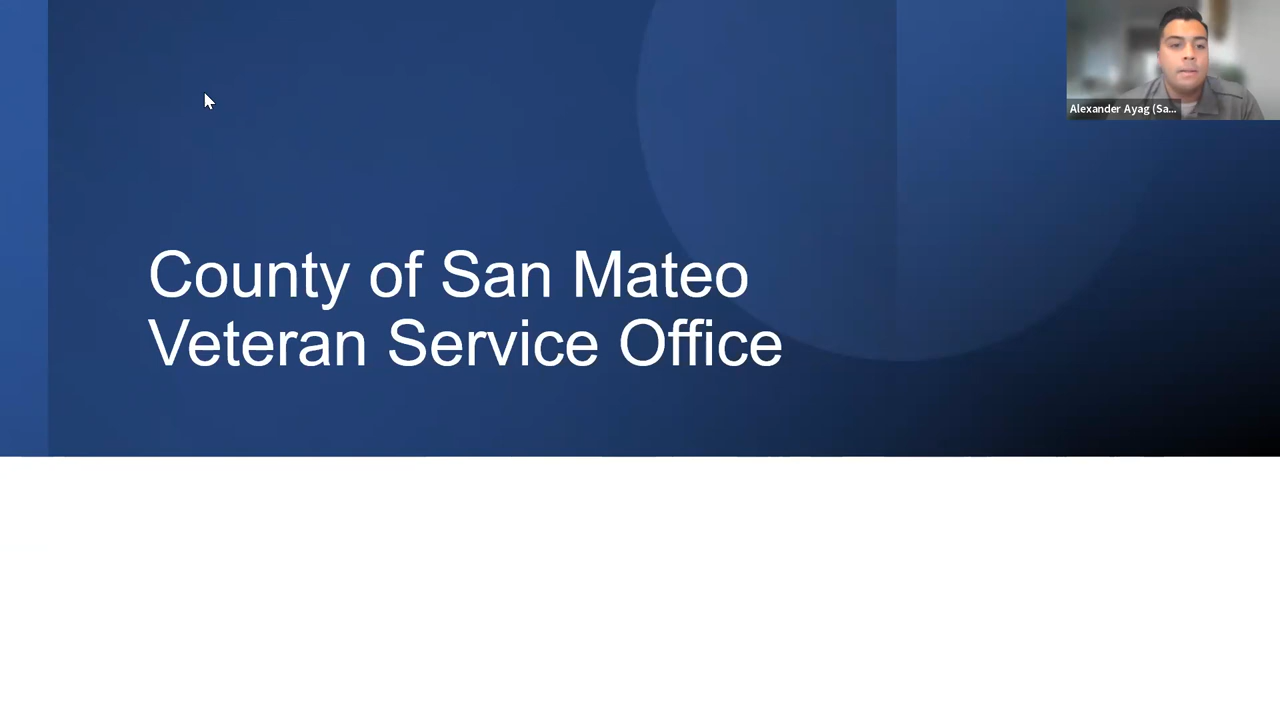 Alexander Ayag (Sa...
County of San Mateo
Veteran Service Office